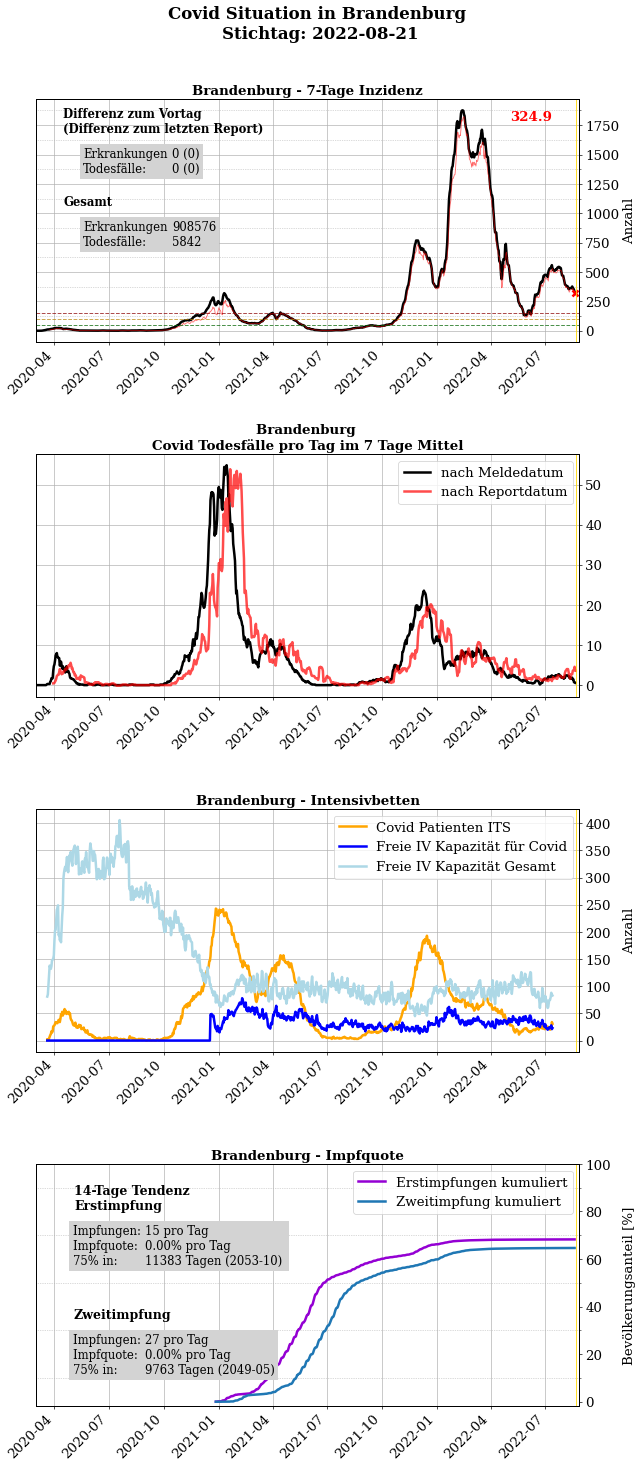 Covid Situation in Brandenburg
Stichtag: 2022-08-21
Brandenburg - 7-Tage Inzidenz
Differenz zum Vortag
(Differenz zum letzten Report)
Erkrankungen 0 (0)
Todesfälle: 0 (0)
Gesamt
Erkrankungen 908576
Todesfälle: 5842
324.9
1750
1500
1250
1000
750
500
250
0
Anzahl
2020-04 2020-07 2020-10 2021-01 2021-04 2021-07 2021-10 2022-01 2022-04 2022-07
Brandenburg
Covid Todesfälle pro Tag im 7 Tage Mittel
nach Meldedatum
nach Reportdatum
50
40
30
20
10
0
2020-04 2020-07 2020-10 2021-01 2021-04 2021-07 2021-10 2022-01 2022-04 2022-07
Brandenburg - Intensivbetten
Covid Patienten ITS
Freie IV Kapazität für Covid
Freie IV Kapazität Gesamt
400
350
300
250
200
150
100
50
0
Anzahl
2020-04 2020-07 2020-10 2021-01 2021-04 2021-07 2021-10 2022-01 2022-04 2022-07
Brandenburg - Impfquote
14-Tage Tendenz
Erstimpfung
Impfungen: 15 pro Tag
Impfquote: 0.00% pro Tag
75% in: 11383 Tagen (2053-10)
Zweitimpfung
Impfungen: 27 pro Tag
Impfquote: 0.00% pro Tag
75% in: 9763 Tagen (2049-05)
Erstimpfungen kumuliert
Zweitimpfung kumuliert
100
80
60
40
20
0
Bevölkerungsanteil [%]
2020-04 2020-07 2020-10 2021-01 2021-04 2021-07 2021-10 2022-01 2022-04 2022-07